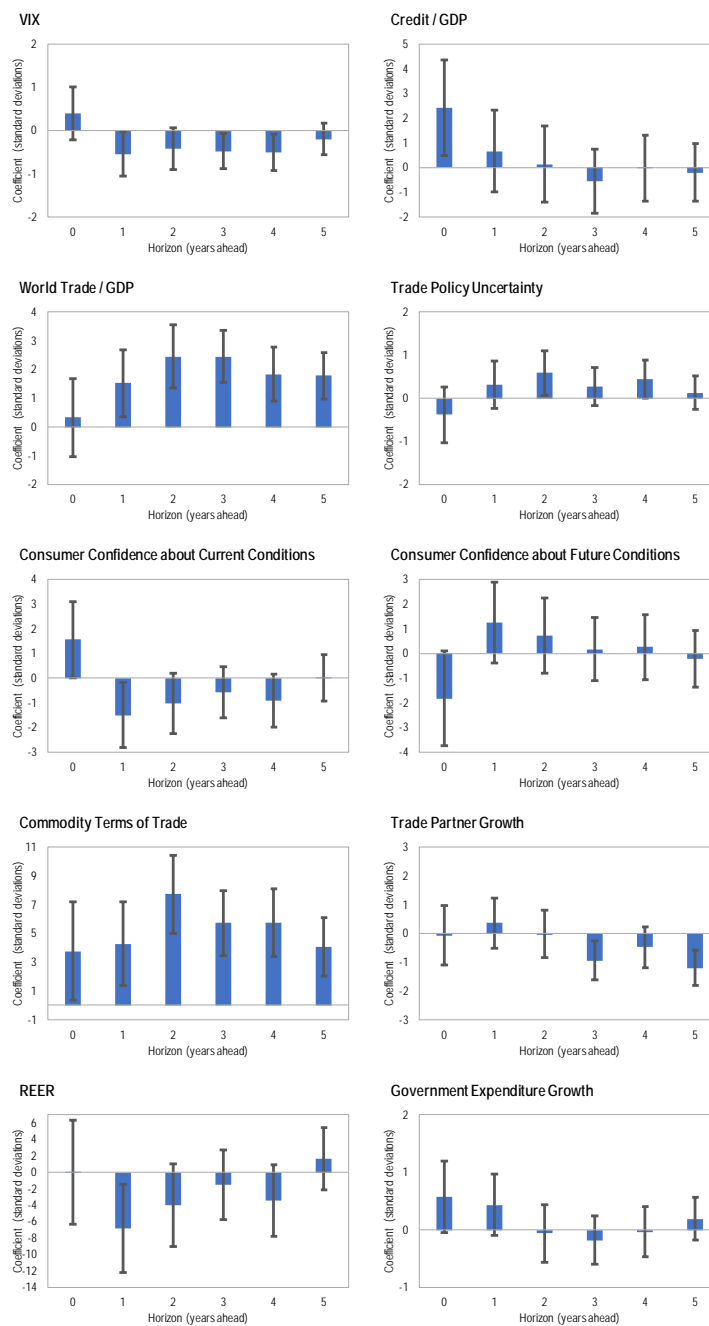 VIX
Coefficient (standard deviations)
2
1
0
-1
-2
0 1 2 3 4 5
Horizon (years ahead)
Credit / GDP
Coefficient (standard deviations)
5
4
3
2
1
0
-1
-2
0 1 2 3 4 5
Horizon (years ahead)
World Trade / GDP
Coefficient (standard deviations)
4
3
2
1
0
-1
-2
0 1 2 3 4 5
Horizon (years ahead)
Trade Policy Uncertainty
Coefficient (standard deviations)
2
1
0
-1
-2
0 1 2 3 4 5
Horizon (years ahead)
Consumer Confidence about Current Conditions
Coefficient (standard deviations)
4
3
2
1
0
-1
-2
-3
0 1 2 3 4 5
Horizon (years ahead)
Consumer Confidence about Future Conditions
Coefficient (standard deviations)
3
2
1
0
-1
-2
-3
-4
0 1 2 3 4 5
Horizon (years ahead)
Commodity Terms of Trade
Coefficient (standard deviations)
11
9
7
5
3
1
-1
0 1 2 3 4 5
Horizon (years ahead)
Trade Partner Growth
Coefficient (standard deviations)
3
2
1
0
-1
-2
-3
0 1 2 3 4 5
Horizon (years ahead)
REER
Coefficient (standard deviations)
6
4
2
0
-2
-4
-6
-8
-10
-12
-14
0 1 2 3 4 5
Horizon (years ahead)
Government Expenditure Growth
Coefficient (standard deviations)
2
1
0
-1
0 1 2 3 4 5
Horizon (years ahead)